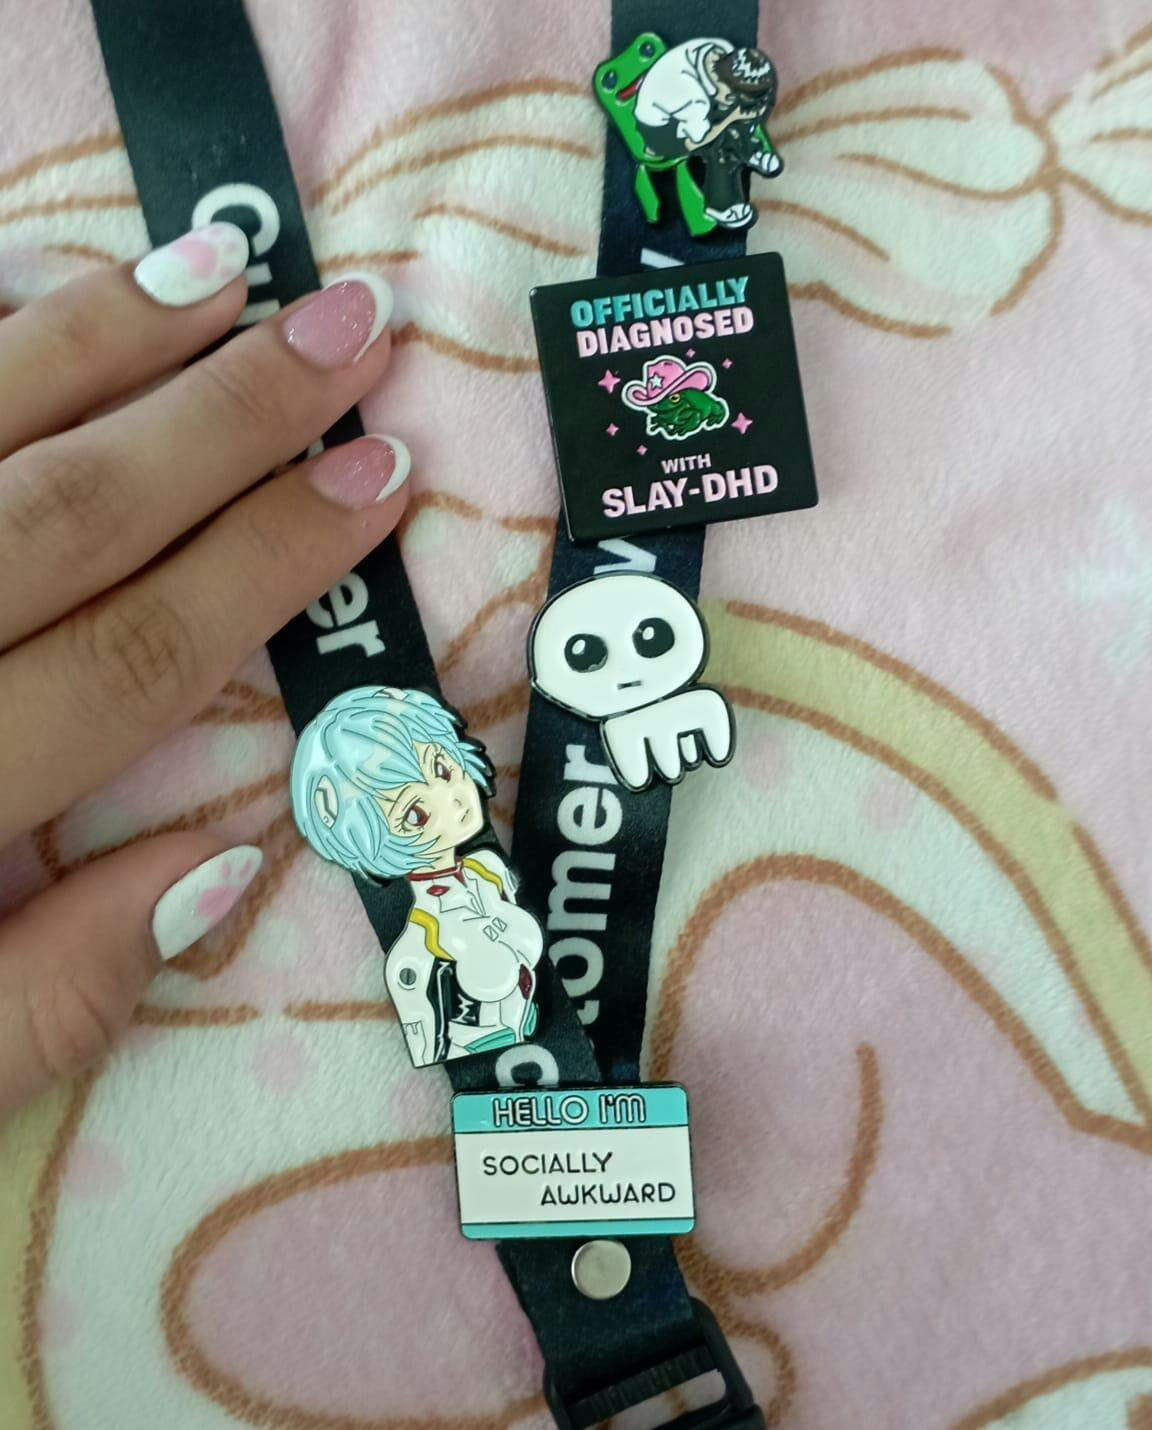 OFFICIALLY
DIAGNOSED
WITH
SLAY-DHD
HELLO I'M
SOCIALLY
AWKWARD